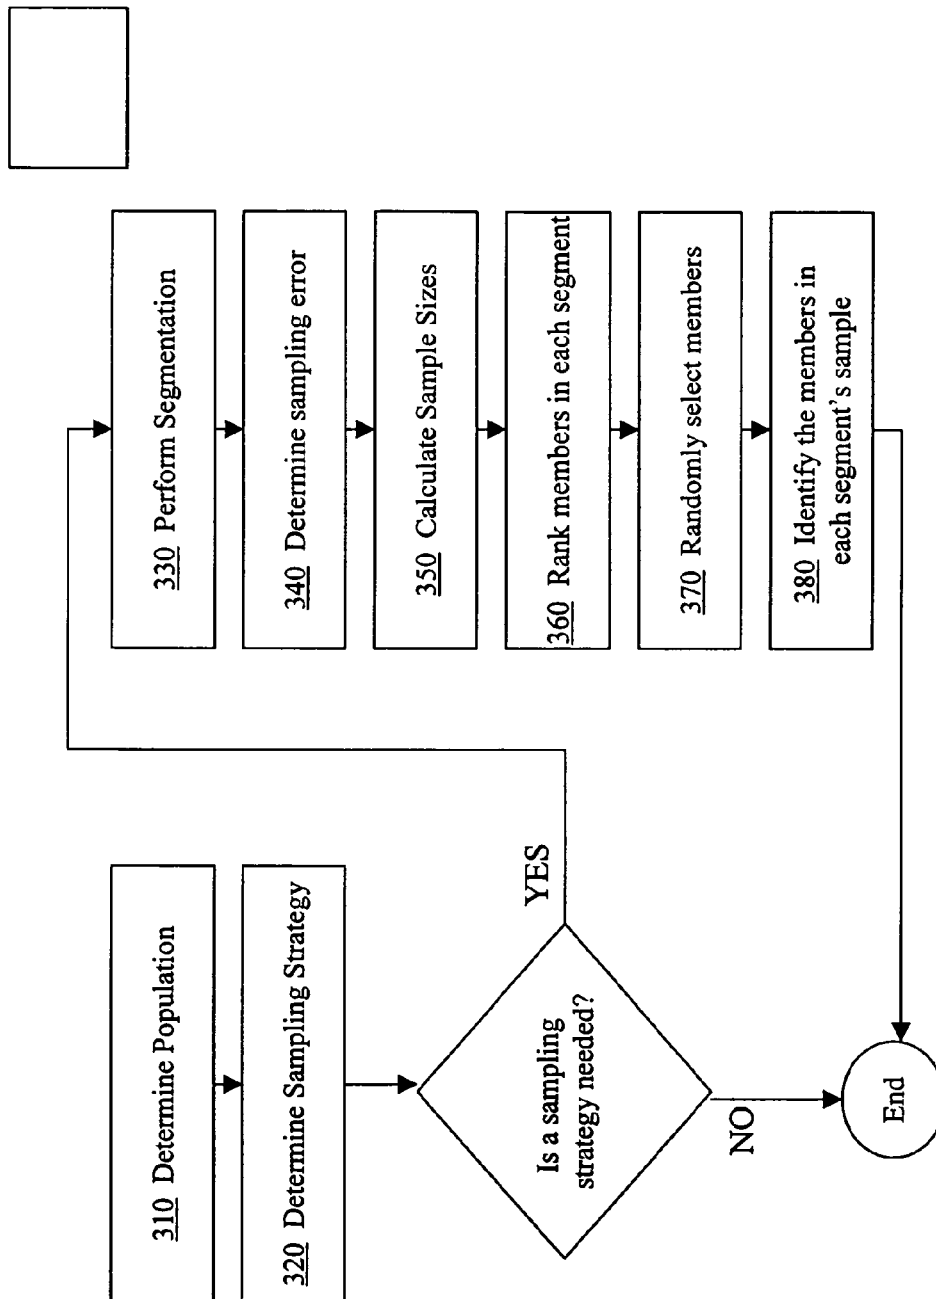 310 Determine Population
320 Determine Sampling Strategy
Is a sampling
strategy needed?
YES
NO
330 Perform Segmentation
340 Determine sampling error
350 Calculate Sample Sizes
360 Rank members in each segment
370 Randomly select members
380 Identify the members in
each segment's sample
End